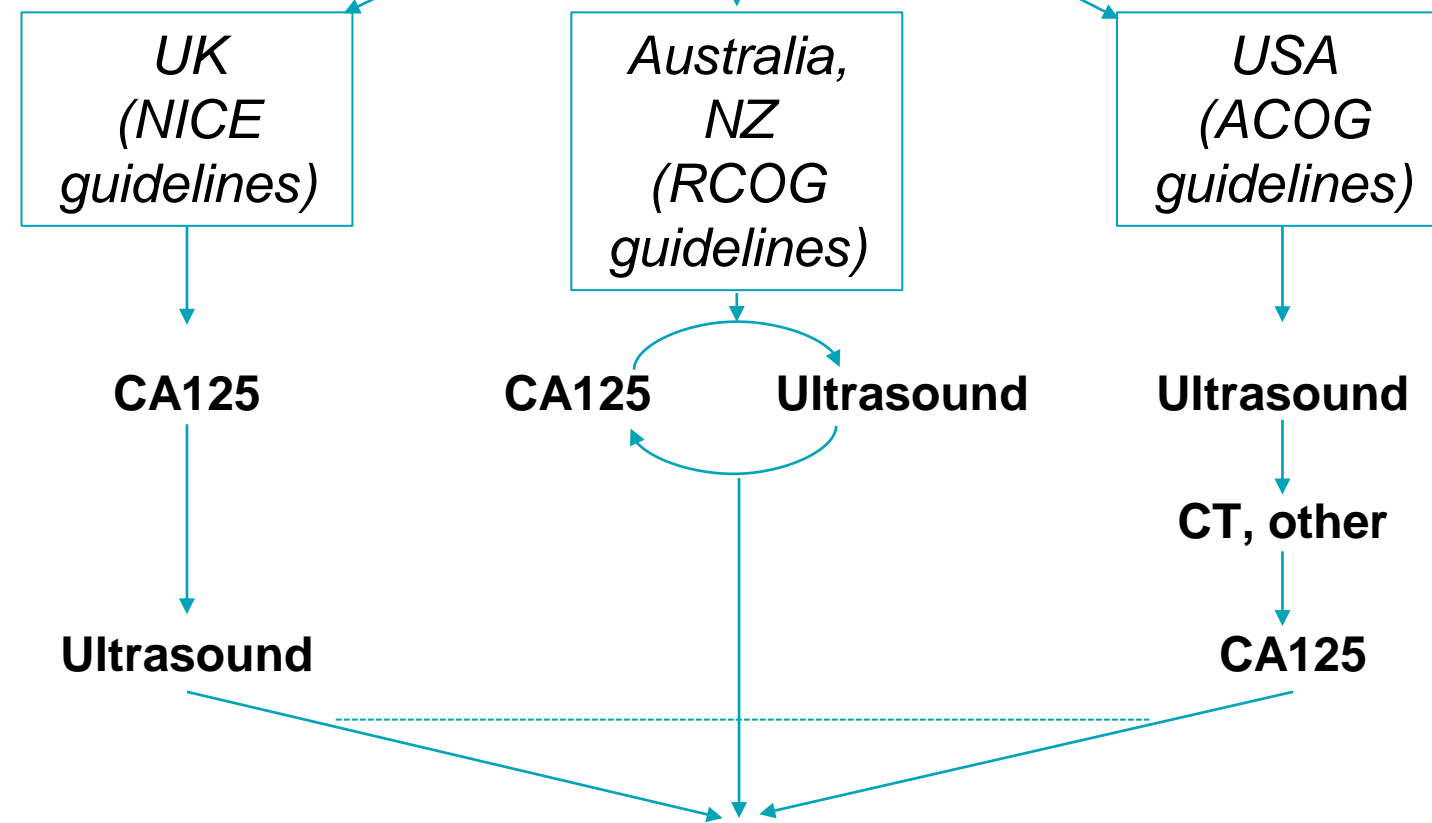 UK
(NICE
guidelines)
Australia,
NZ
(RCOG
guidelines)
USA
(ACOG
guidelines)
CA125
CA125
Ultrasound
Ultrasound
CT, other
Ultrasound
CA125